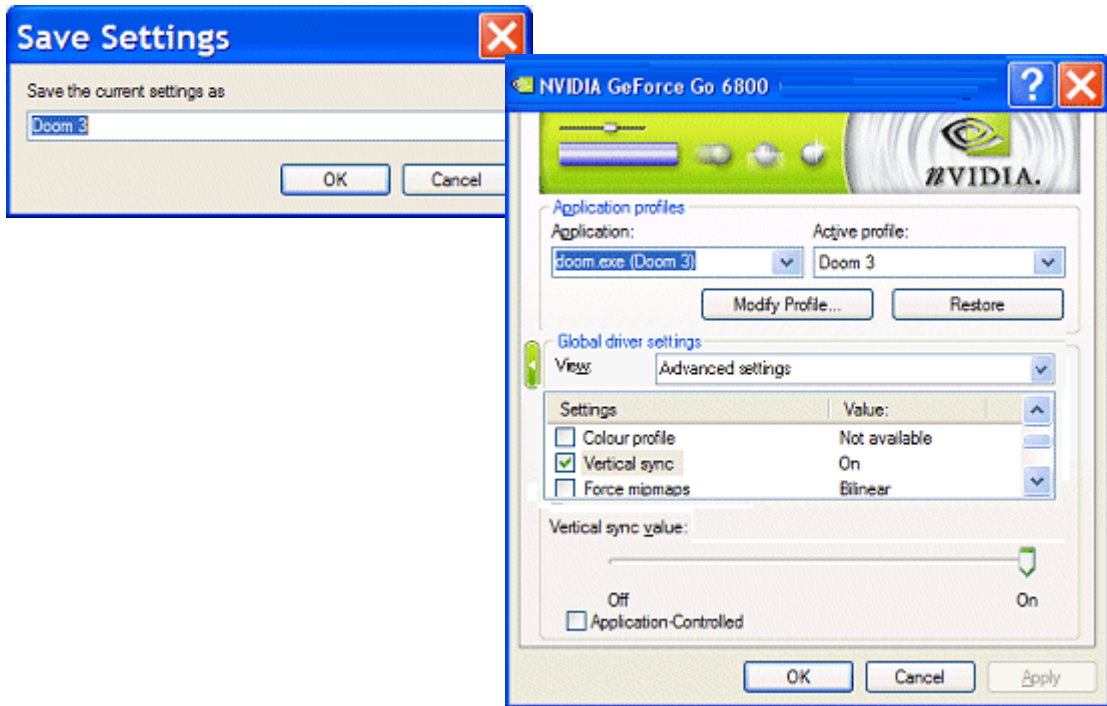 Save Settings
Save the current settings as
Doom 3
OK Cancel
NVIDIA GeForce Go 6800
nVIDIA.
Application profiles
Application: Active profile:
doom.exe (Doom 3) Doom 3
Modify Profile... Restore
Global driver settings
View: Advanced settings
Settings Value:
Colour profile Not available
Vertical sync On
Force mipmaps Bilinear
Vertical sync value:
Off On
Application-Controlled
OK Cancel Apply